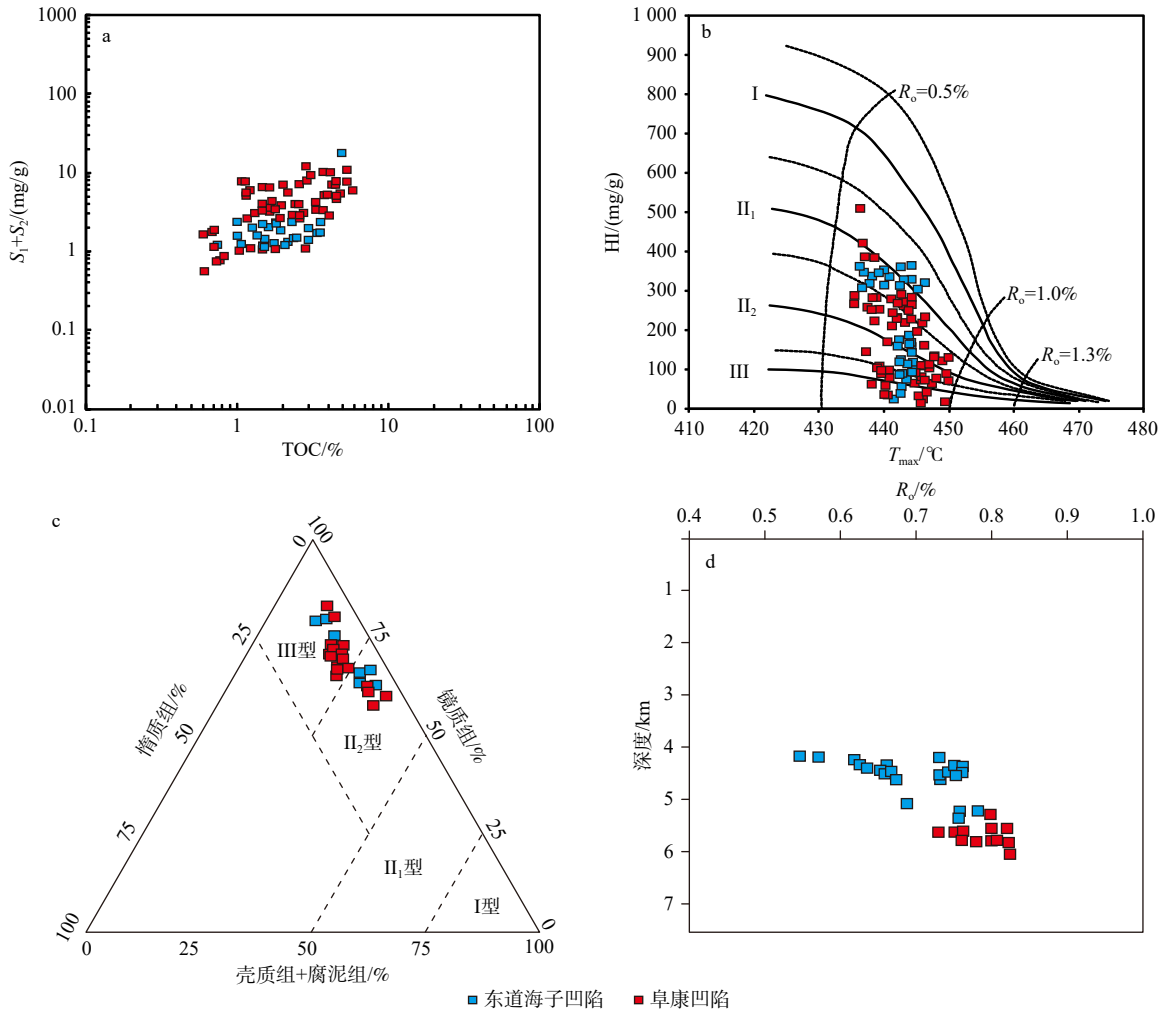 a
1000
100
10
1
0.1
0.01
S₁+S₂/(mg/g)
0.1
1
10
100
TOC/%
b
1 000
900
800
700
600
500
400
300
200
100
0
HI/(mg/g)
I
II₁
II₂
III
Rₒ=0.5%
Rₒ=1.0%
Rₒ=1.3%
410
420
430
440
450
460
470
480
Tmax/℃
c
0
100
25
75
惰质组/%
50
镜质组/%
50
75
25
100
0
III型
II₂型
II₁型
I型
0
25
50
75
100
壳质组+腐泥组/%
Rₒ/%
0.4
0.5
0.6
0.7
0.8
0.9
1.0
d
1
2
3
4
5
6
7
深度/km
东道海子凹陷
阜康凹陷